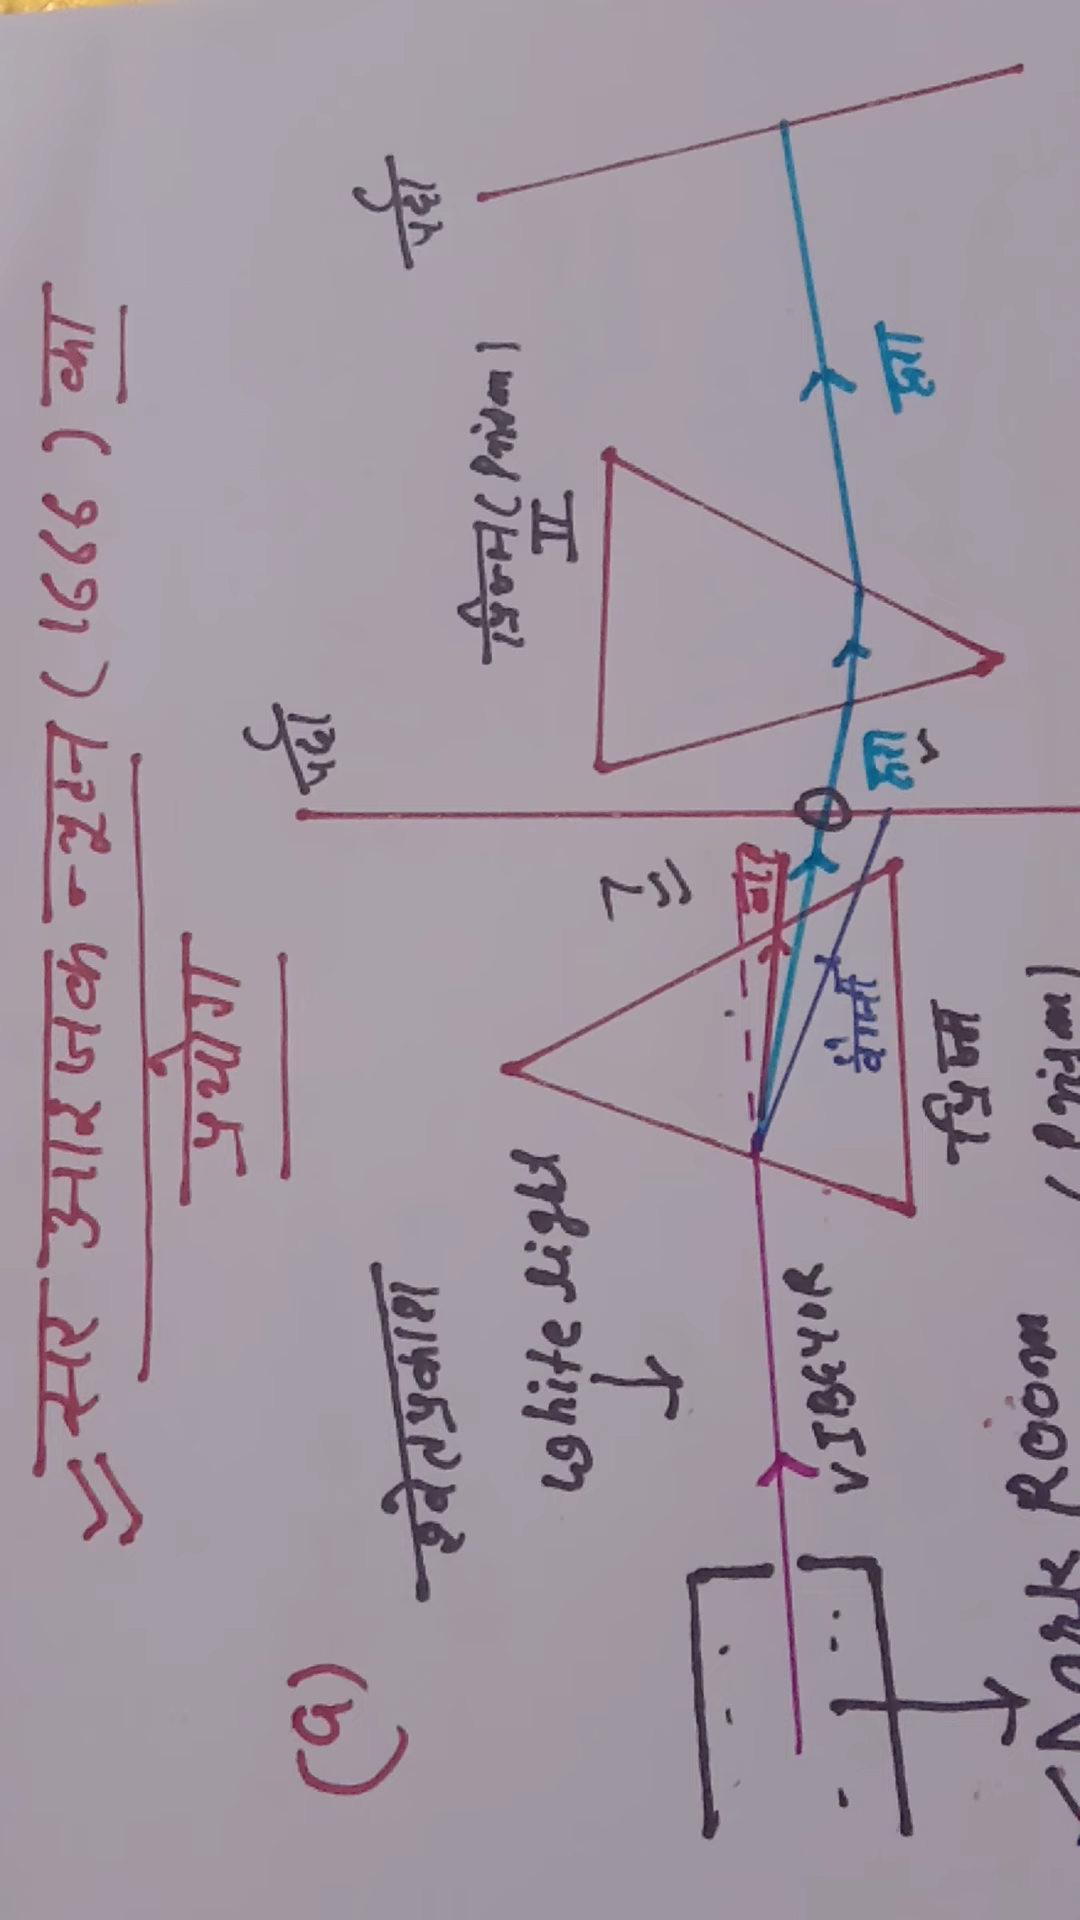 Dark Room
(Prism)
प्रिज्म
VIBGYOR
हरा
हरा
बैंगनी
लाल
I
White light
श्वेत प्रकाश
II
प्रिज्म (Prism)
पर्दा
पर्दा
(a)
सर आइजक न्यूटन (1666) का
प्रयोग